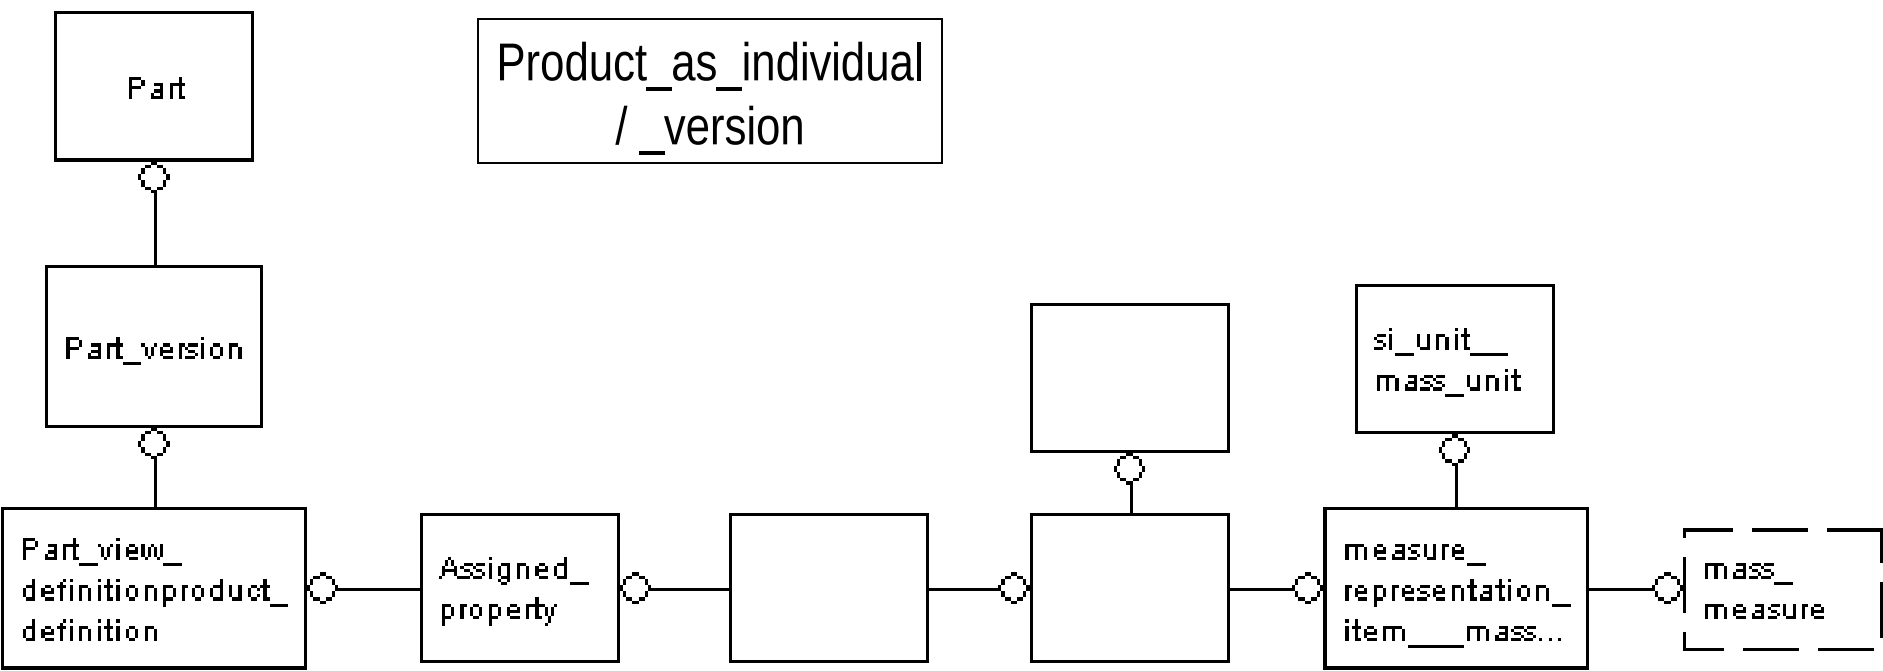 Part
Product_as_individual
/ _version
Part_version
si_unit__
mass_unit
Part_view_
definitionproduct_
definition
Assigned_
property
measure_
representation_
item___mass...
mass_
measure